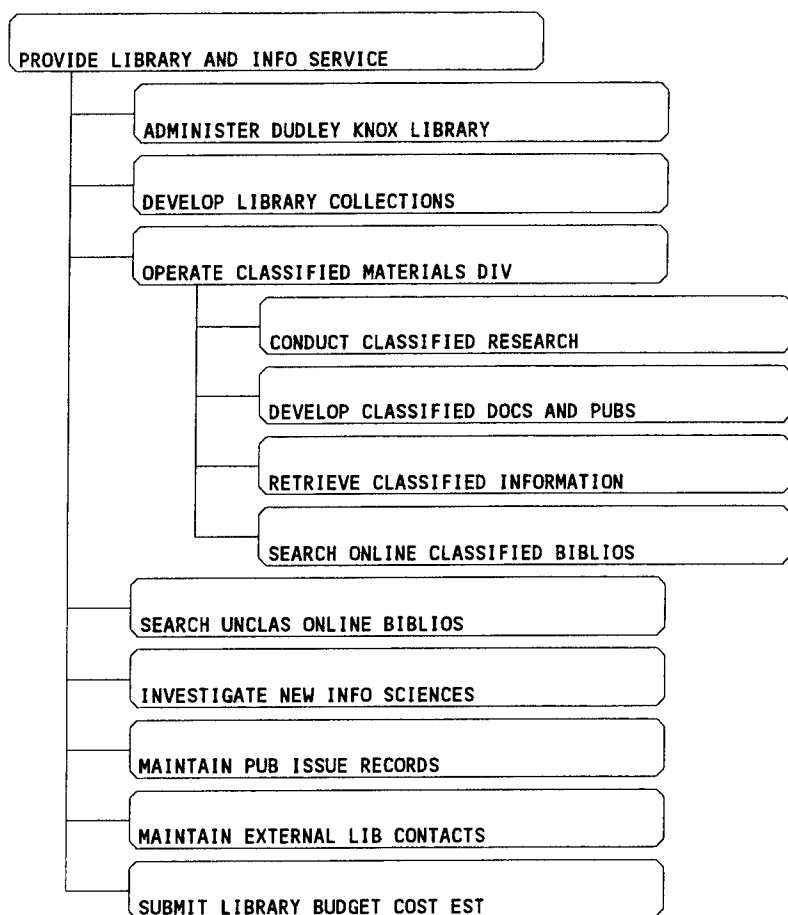 PROVIDE LIBRARY AND INFO SERVICE
ADMINISTER DUDLEY KNOX LIBRARY
DEVELOP LIBRARY COLLECTIONS
OPERATE CLASSIFIED MATERIALS DIV
CONDUCT CLASSIFIED RESEARCH
DEVELOP CLASSIFIED DOCS AND PUBS
RETRIEVE CLASSIFIED INFORMATION
SEARCH ONLINE CLASSIFIED BIBLIOS
SEARCH UNCLAS ONLINE BIBLIOS
INVESTIGATE NEW INFO SCIENCES
MAINTAIN PUB ISSUE RECORDS
MAINTAIN EXTERNAL LIB CONTACTS
SUBMIT LIBRARY BUDGET COST EST